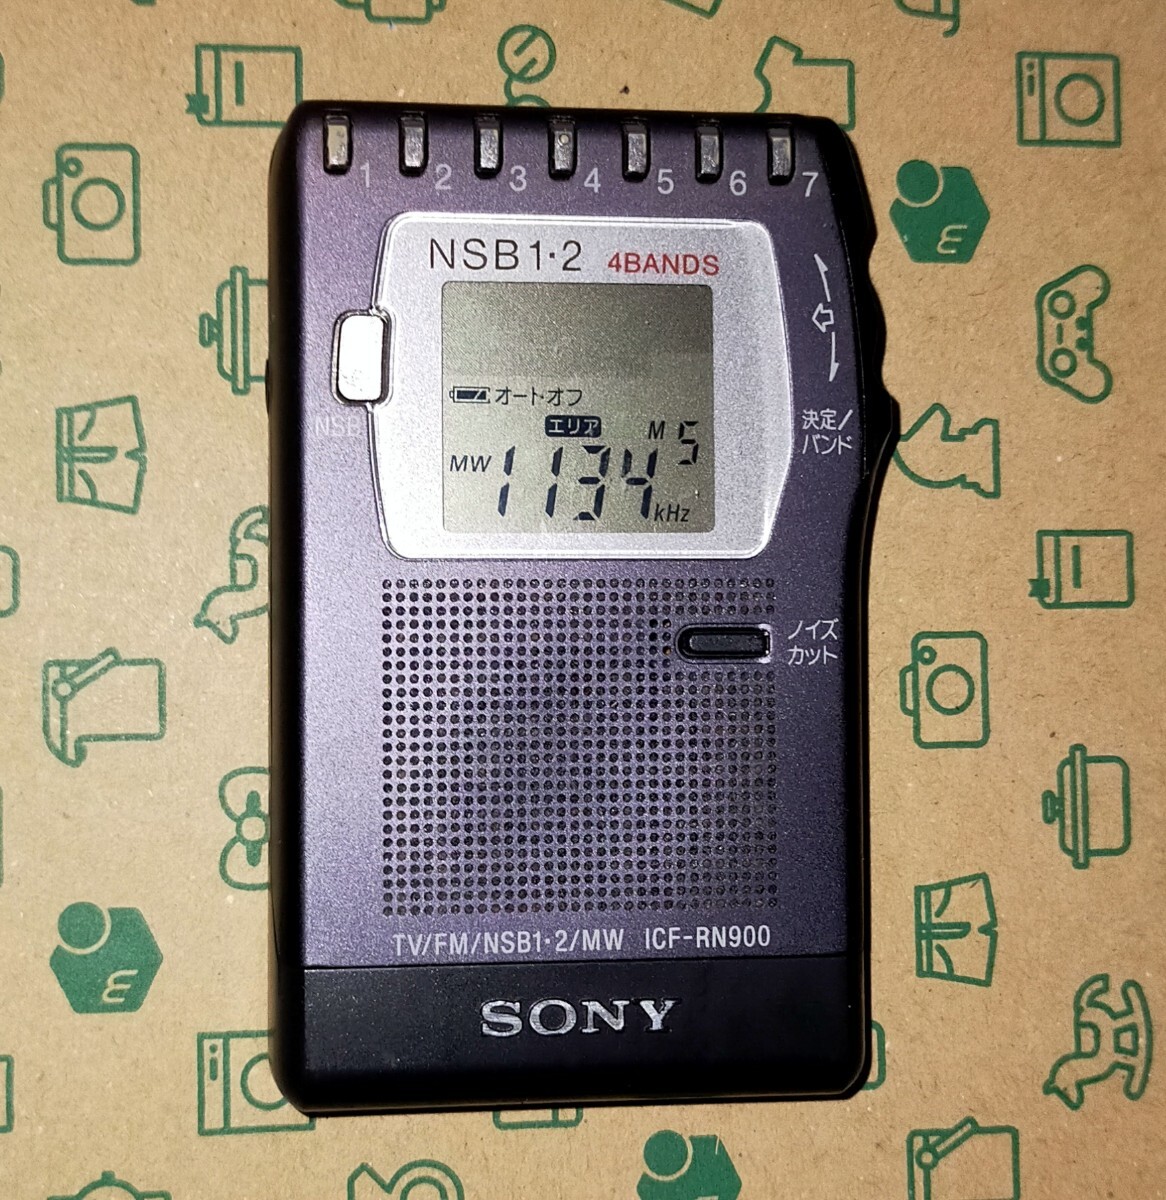 1 2 3 4 5 6 7
NSB1·2 4BANDS
オート·オフ
エリア
M 5
MW 1134 kHz
NSB
決定/
バンド
ノイズ
カット
TV/FM/NSB1·2/MW ICF-RN900
SONY